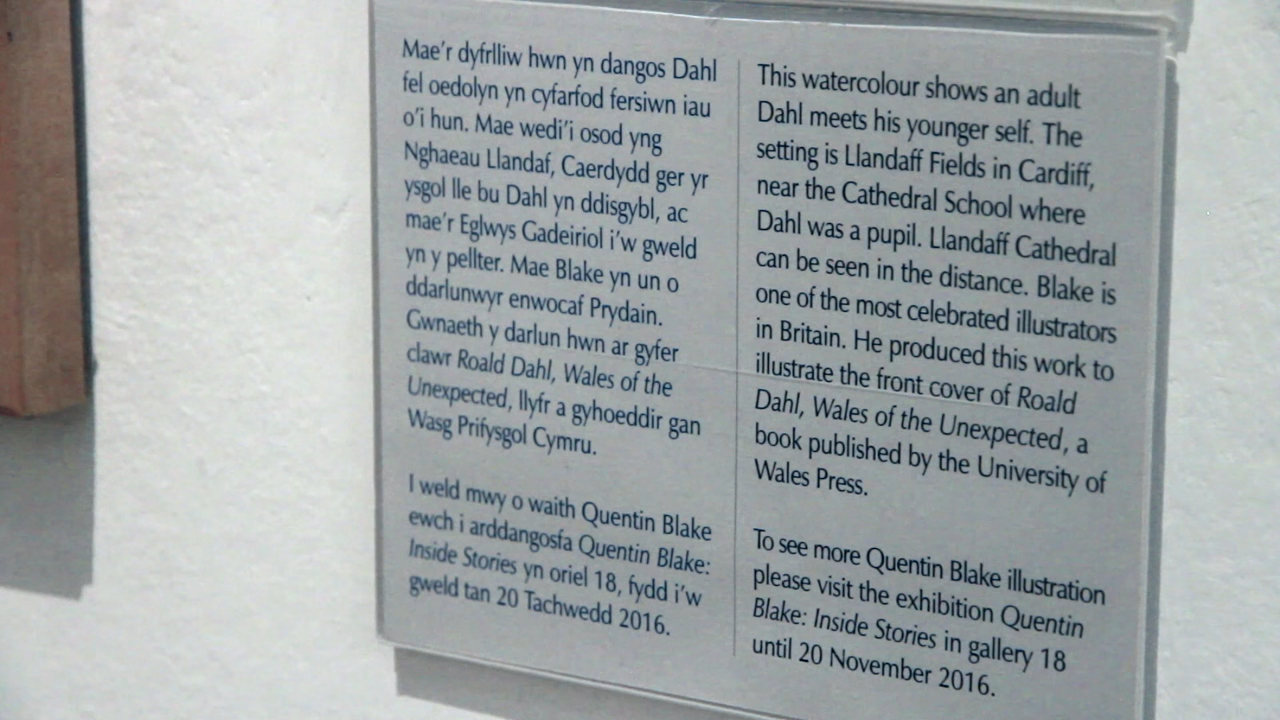 Mae'r dyfrlliw hwn yn dangos Dahl
fel oedolyn yn cyfarfod fersiwn iau
o'i hun. Mae wedi'i osod yng
Nghaeau Llandaf, Caerdydd ger yr
ysgol lle bu Dahl yn ddisgybl, ac
mae'r Eglwys Gadeiriol i'w gweld
yn y pellter. Mae Blake yn un o
ddarlunwyr enwocaf Prydain.
Gwnaeth y darlun hwn ar gyfer
clawr Roald Dahl, Wales of the
Unexpected, llyfr a gyhoeddir gan
Wasg Prifysgol Cymru.
I weld mwy o waith Quentin Blake
ewch i arddangosfa Quentin Blake:
Inside Stories yn oriel 18, fydd i'w
gweld tan 20 Tachwedd 2016.
This watercolour shows an adult
Dahl meets his younger self. The
setting is Llandaff Fields in Cardiff,
near the Cathedral School where
Dahl was a pupil. Llandaff Cathedral
can be seen in the distance. Blake is
one of the most celebrated illustrators
in Britain. He produced this work to
illustrate the front cover of Roald
Dahl, Wales of the Unexpected, a
book published by the University of
Wales Press.
To see more Quentin Blake illustration
please visit the exhibition Quentin
Blake: Inside Stories in gallery 18
until 20 November 2016.